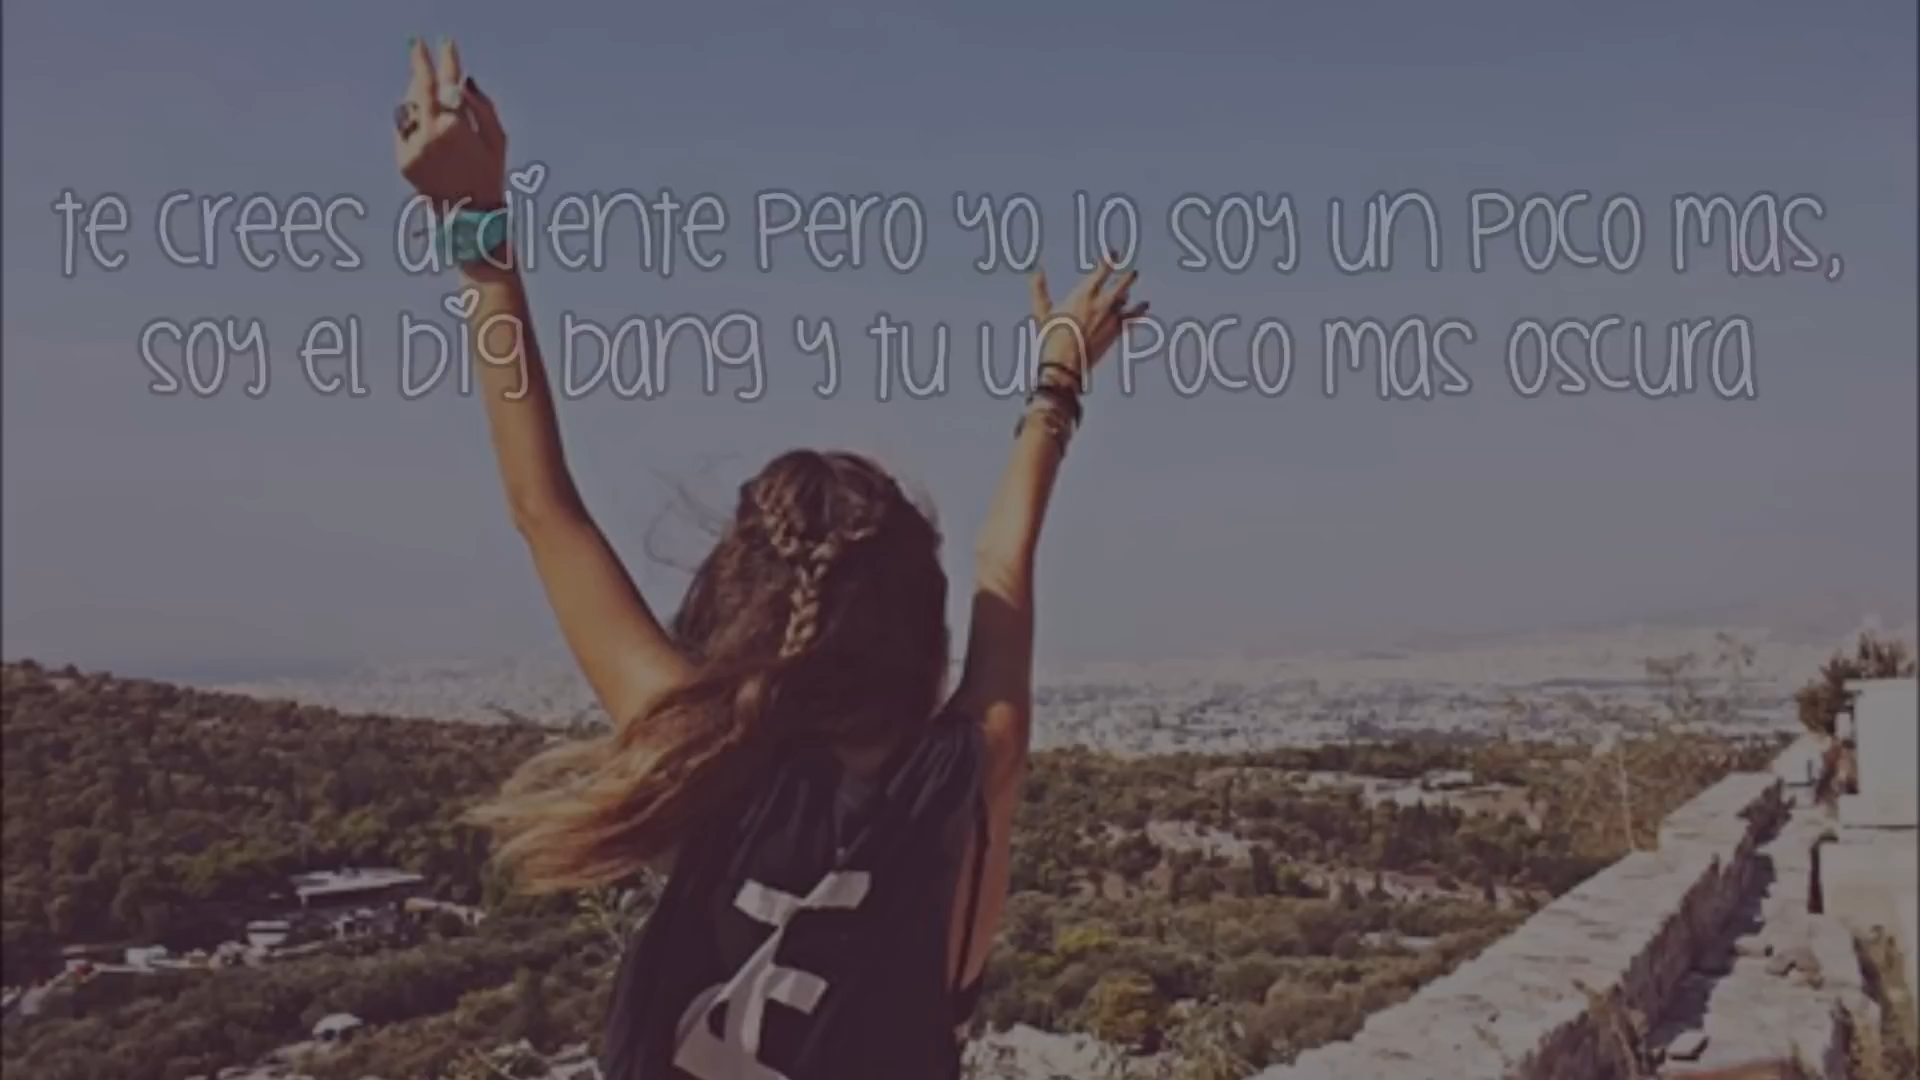 te crees ardiente pero yo lo soy un poco mas,
soy el big bang y tu un poco mas oscura